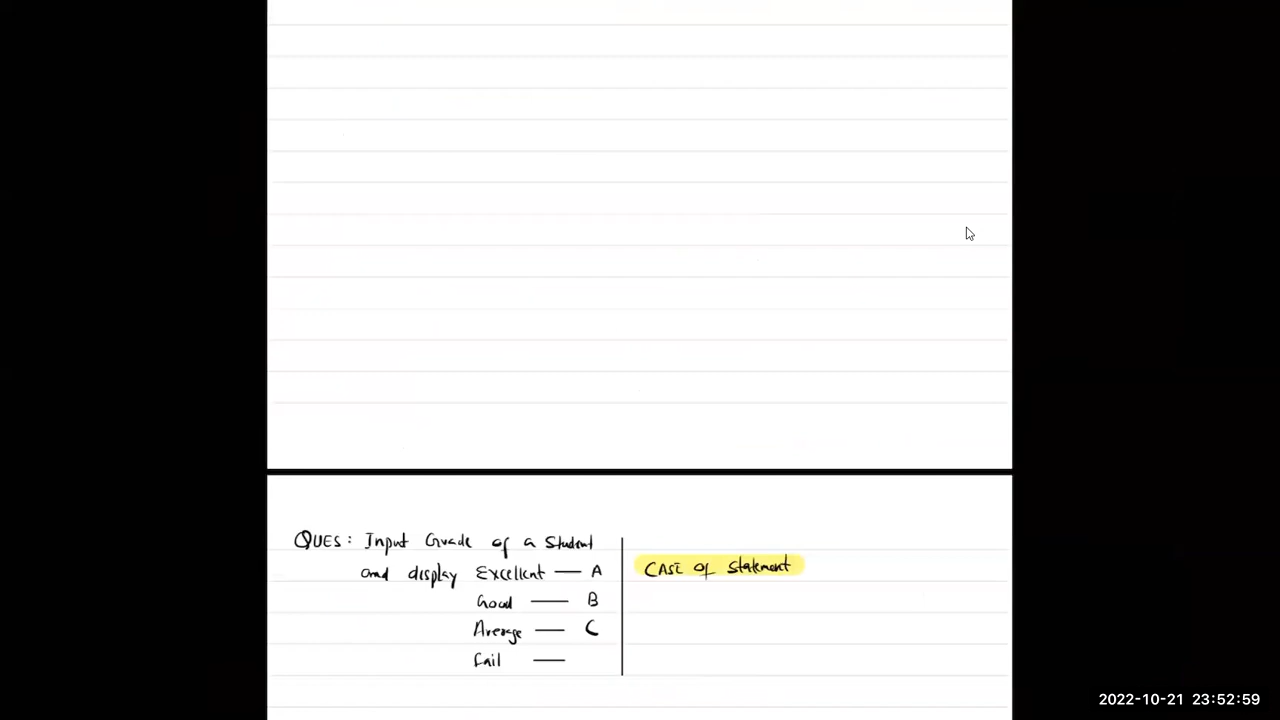 QUES: Input Grade of a Student
and display Excellent — A
Good — B
Average — C
Fail —
CASE Of Statement
2022-10-21 23:52:59